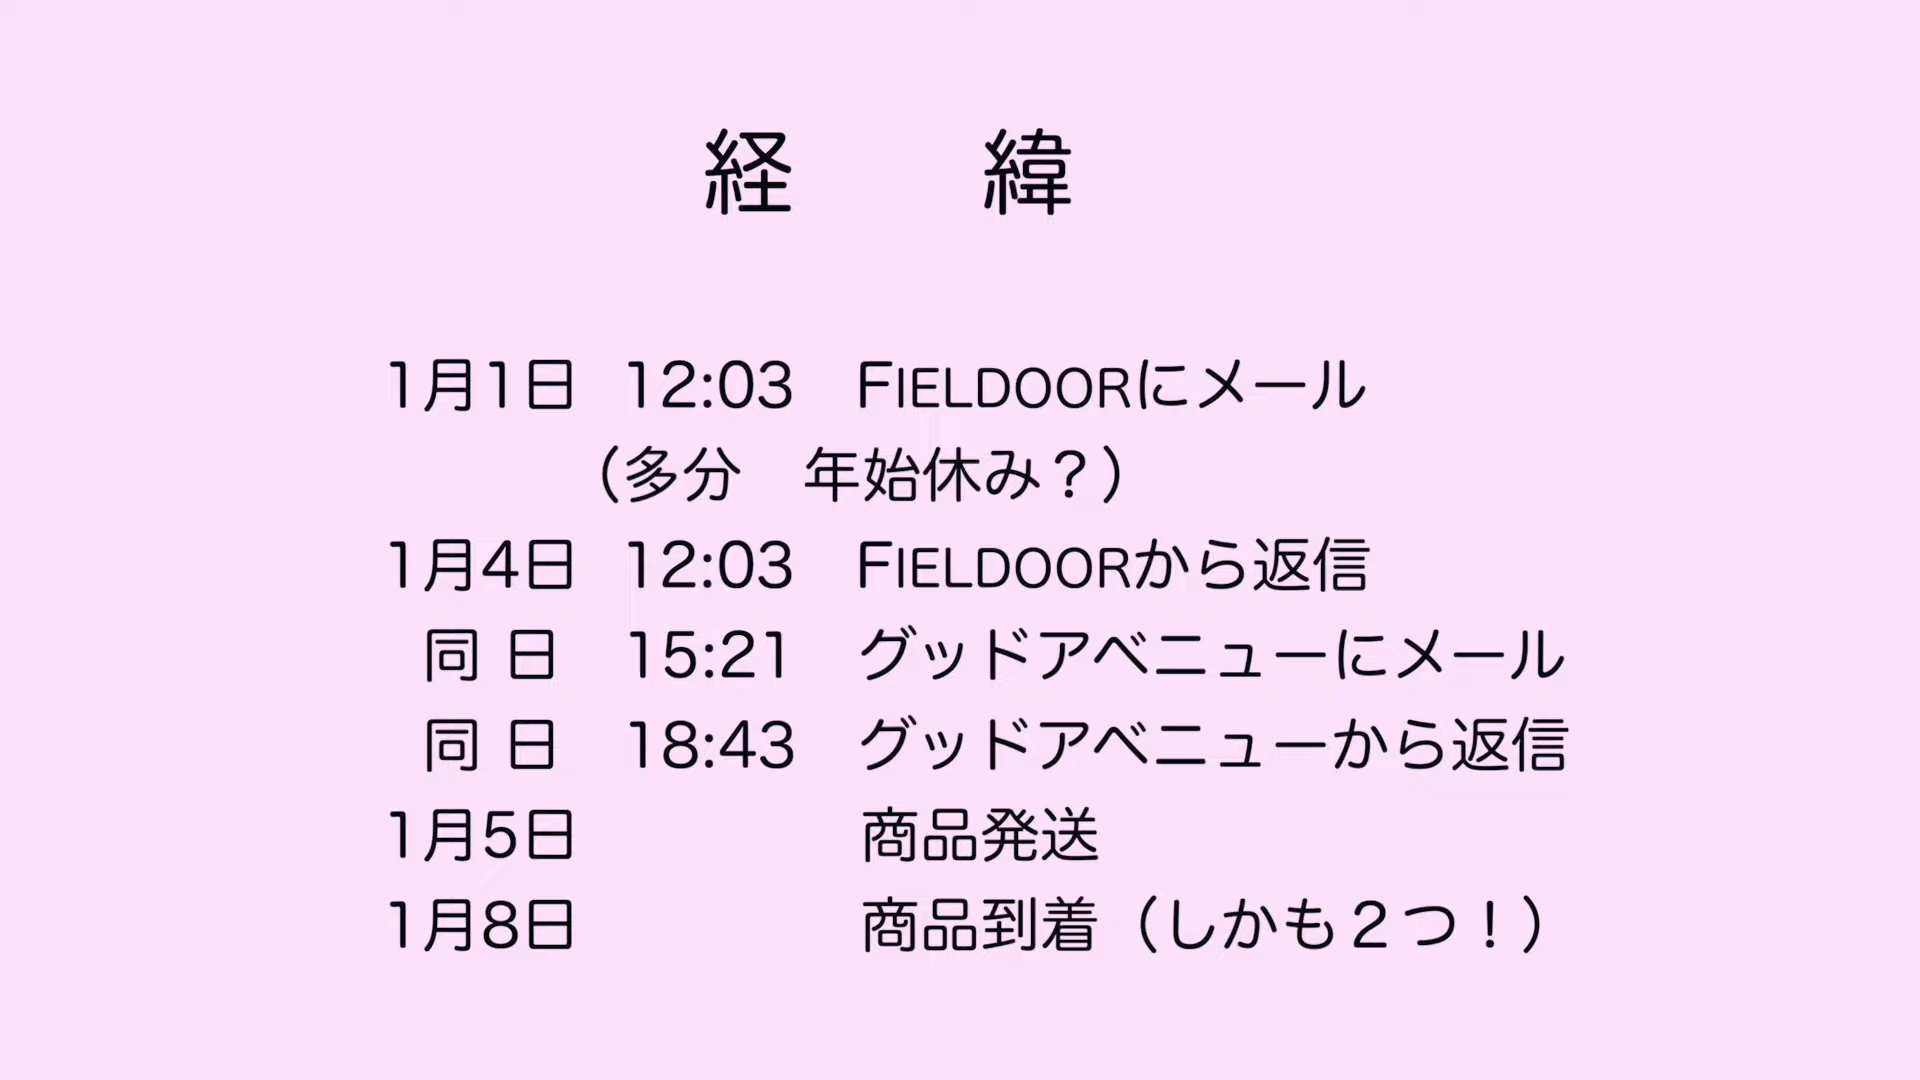 経　　緯
1月1日 12:03 FIELDOORにメール
（多分　年始休み？）
1月4日 12:03 FIELDOORから返信
同 日 15:21 グッドアベニューにメール
同 日 18:43 グッドアベニューから返信
1月5日 商品発送
1月8日 商品到着（しかも２つ！）